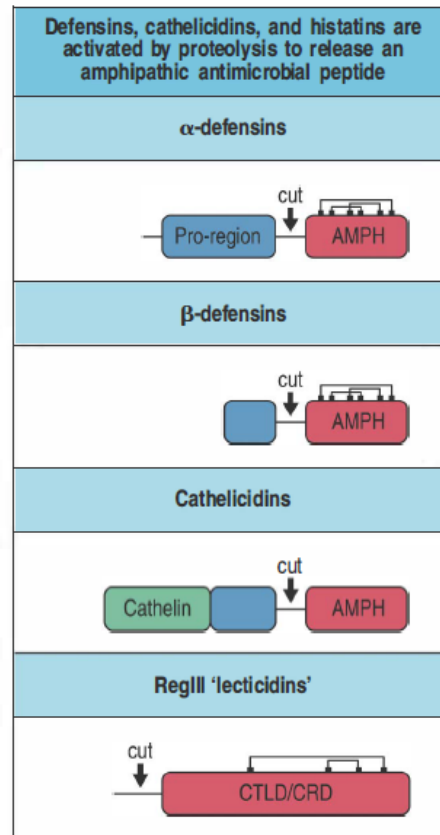 Defensins, cathelicidins, and histatins are
activated by proteolysis to release an
amphipathic antimicrobial peptide
α-defensins
cut
Pro-region
AMPH
β-defensins
cut
AMPH
Cathelicidins
cut
Cathelin
AMPH
RegIII ‘lecticidins’
cut
CTLD/CRD